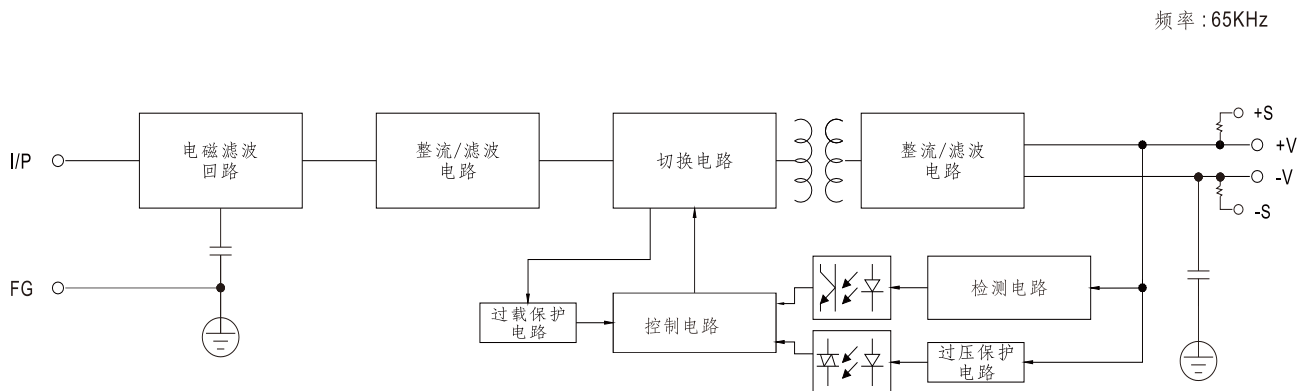 频率:65KHz
+S
I/P
电磁滤波
回路
整流/滤波
电路
切换电路
整流/滤波
电路
+V
-V
-S
FG
过载保护
电路
控制电路
检测电路
过压保护
电路